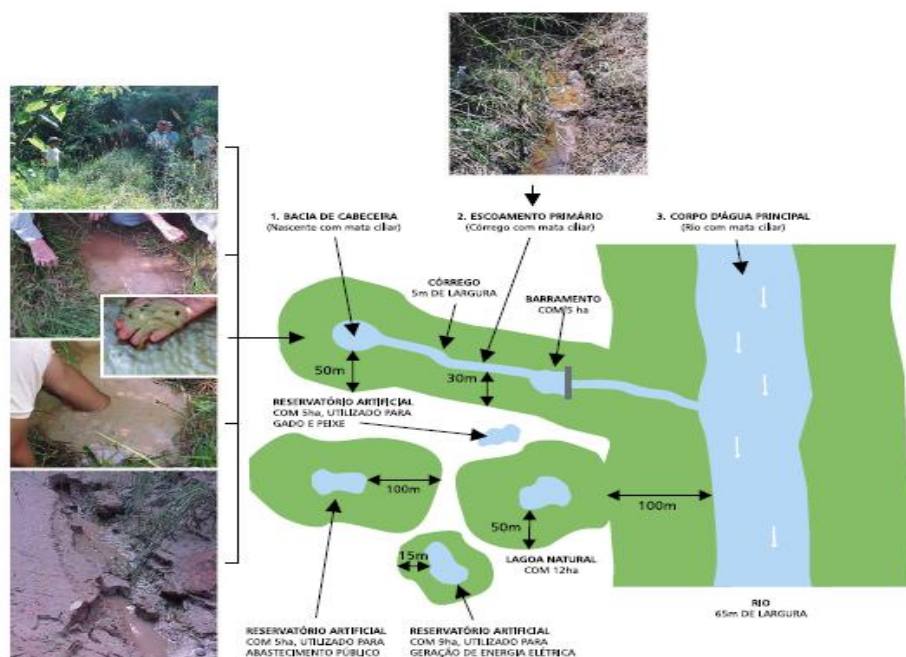 1. BACIA DE CABECEIRA
(Nascente com mata ciliar)
2. ESCOAMENTO PRIMÁRIO
(Córrego com mata ciliar)
3. CORPO D'ÁGUA PRINCIPAL
(Rio com mata ciliar)
CÓRREGO
5m DE LARGURA
BARRAMENTO
COM 5 ha
50m
30m
RESERVATÓRIO ARTIFICIAL
COM 5ha, UTILIZADO PARA
GADO E PEIXE
100m
50m
100m
15m
LAGOA NATURAL
COM 12ha
RIO
65m DE LARGURA
RESERVATÓRIO ARTIFICIAL
COM 5ha, UTILIZADO PARA
ABASTECIMENTO PÚBLICO
RESERVATÓRIO ARTIFICIAL
COM 9ha, UTILIZADO PARA
GERAÇÃO DE ENERGIA ELÉTRICA